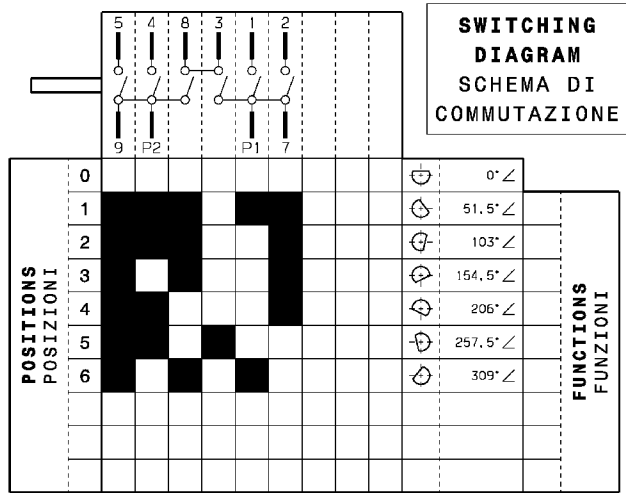 5 4 8 3 1 2
SWITCHING
DIAGRAM
SCHEMA DI
COMMUTAZIONE
9 P2 P1 7
POSITIONS
POSIZIONI
0 0°∠
1 51,5°∠
2 103°∠
3 154,5°∠
4 206°∠
5 257,5°∠
6 309°∠
FUNCTIONS
FUNZIONI